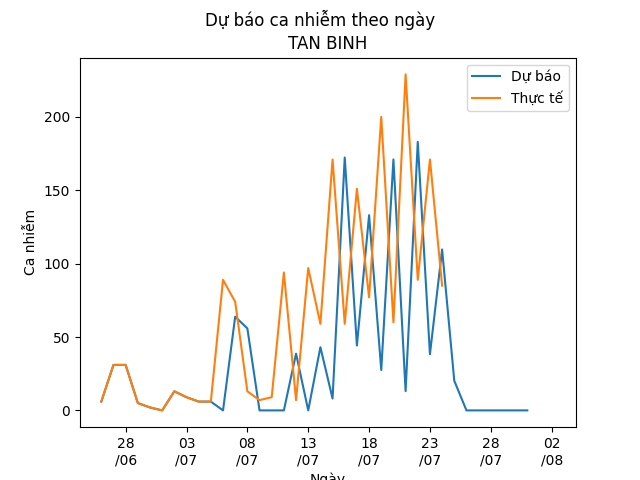 Dự báo ca nhiễm theo ngày
TAN BINH
Dự báo
Thực tế
Ca nhiễm
200
150
100
50
0
28 03 08 13 18 23 28 02
/06 /07 /07 /07 /07 /07 /07 /08
Ngày